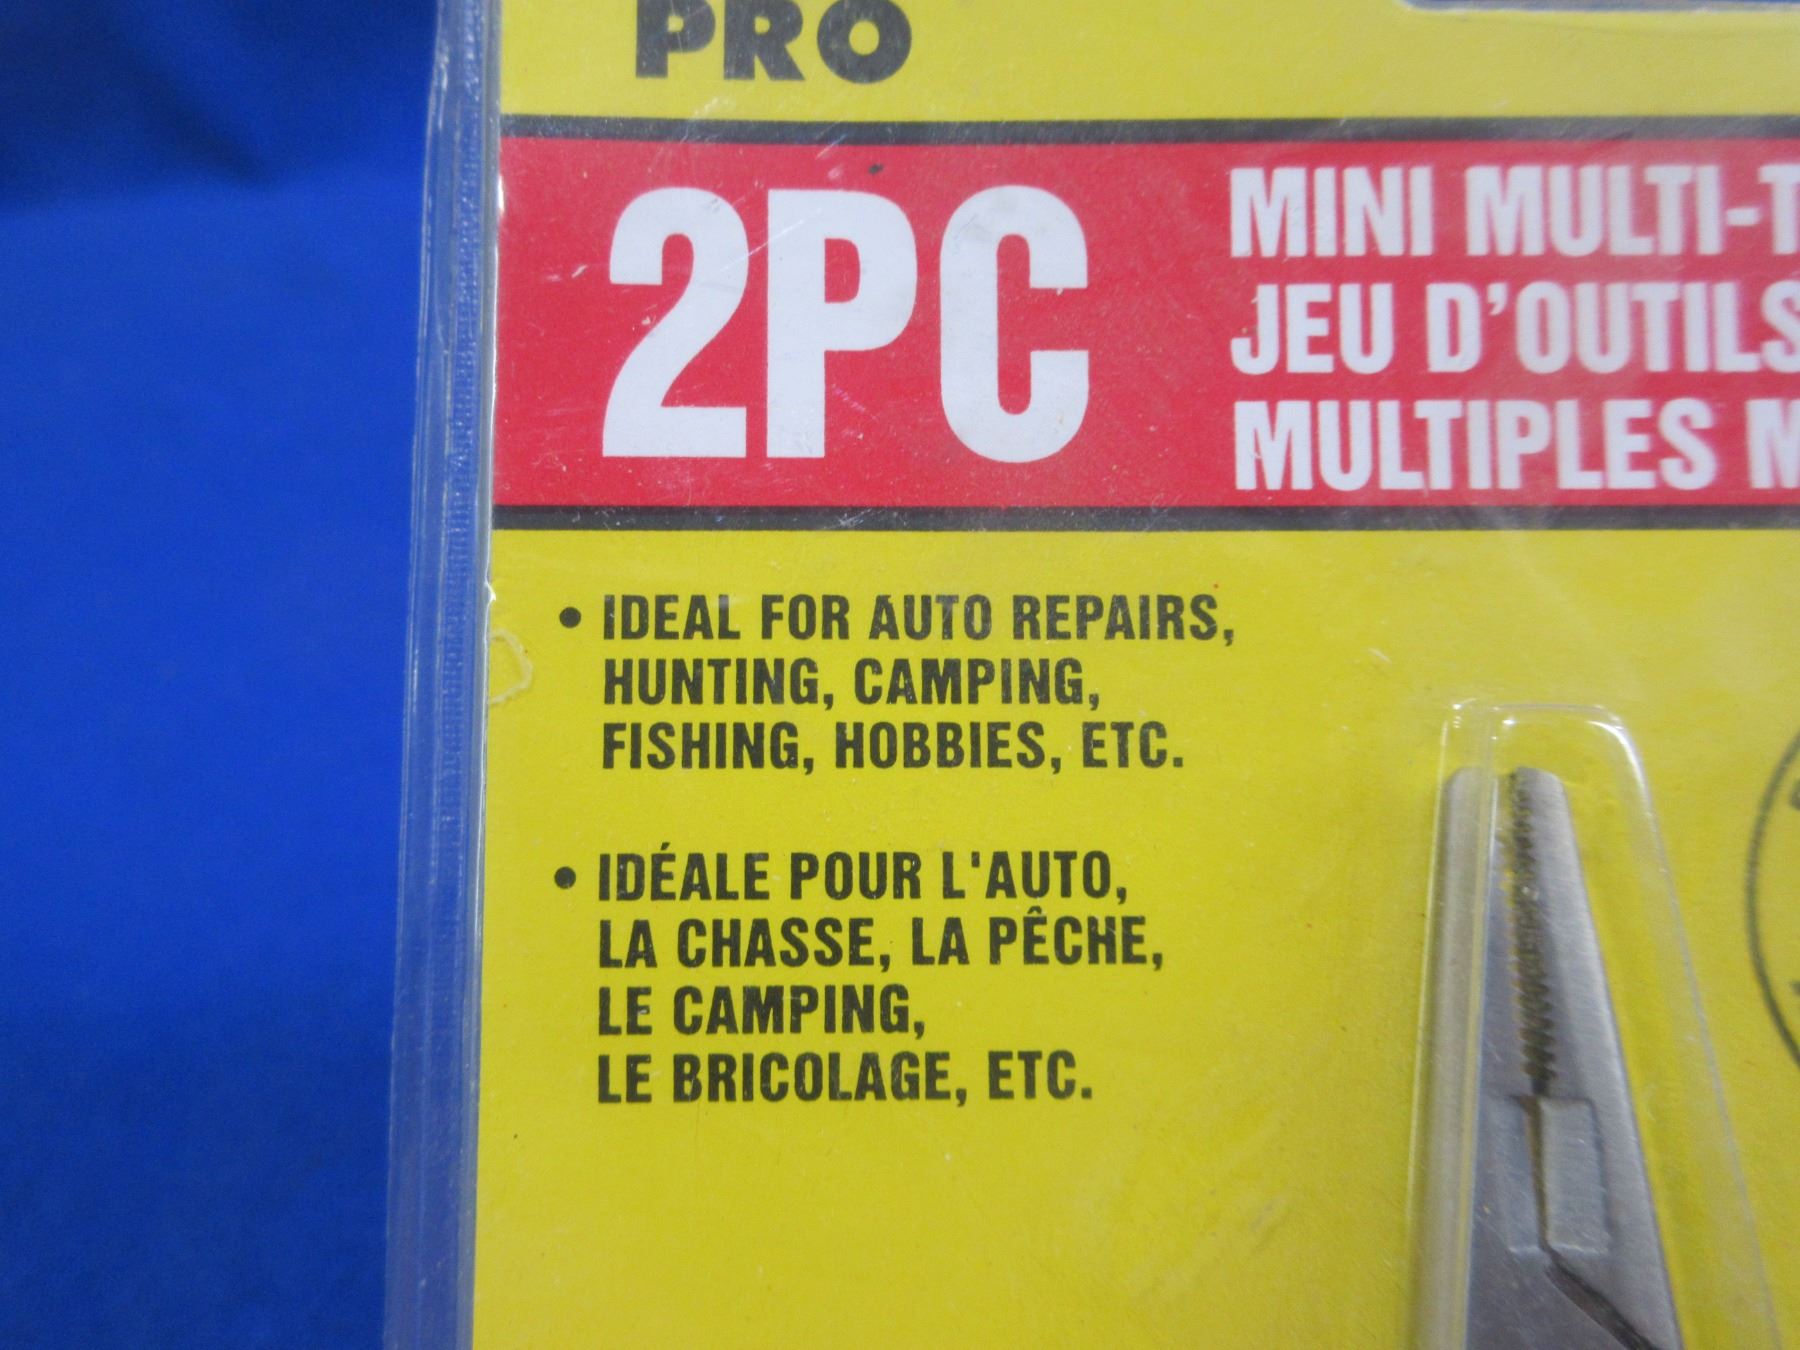 PRO
2PC
MINI MULTI-T
JEU D'OUTILS
MULTIPLES M
• IDEAL FOR AUTO REPAIRS,
HUNTING, CAMPING,
FISHING, HOBBIES, ETC.
• IDÉALE POUR L'AUTO,
LA CHASSE, LA PÊCHE,
LE CAMPING,
LE BRICOLAGE, ETC.